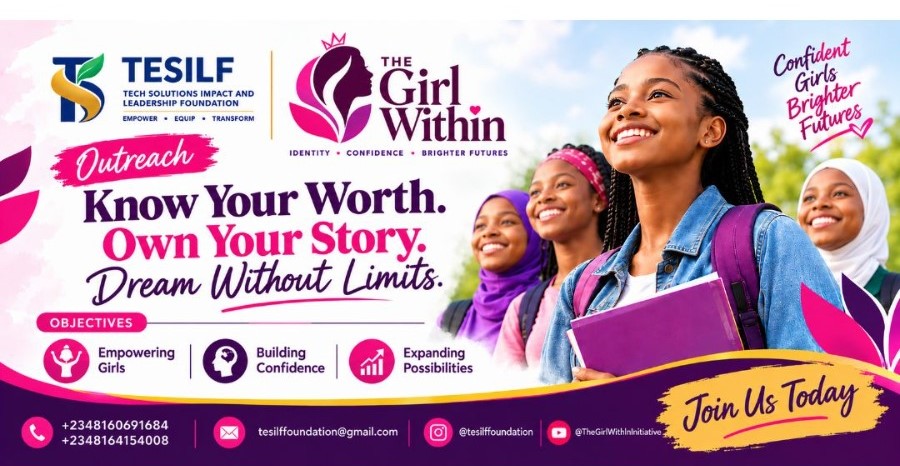 TESILF
TECH SOLUTIONS IMPACT AND
LEADERSHIP FOUNDATION
EMPOWER • EQUIP • TRANSFORM
THE
Girl
Within
IDENTITY • CONFIDENCE • BRIGHTER FUTURES
Confident
Girls
Brighter
Futures
Outreach
Know Your Worth.
Own Your Story.
Dream Without Limits.
OBJECTIVES
Empowering
Girls
Building
Confidence
Expanding
Possibilities
Join Us Today
+2348160691684
+2348164154008
tesilffoundation@gmail.com
@tesilffoundation
@TheGirlWithInInitiative